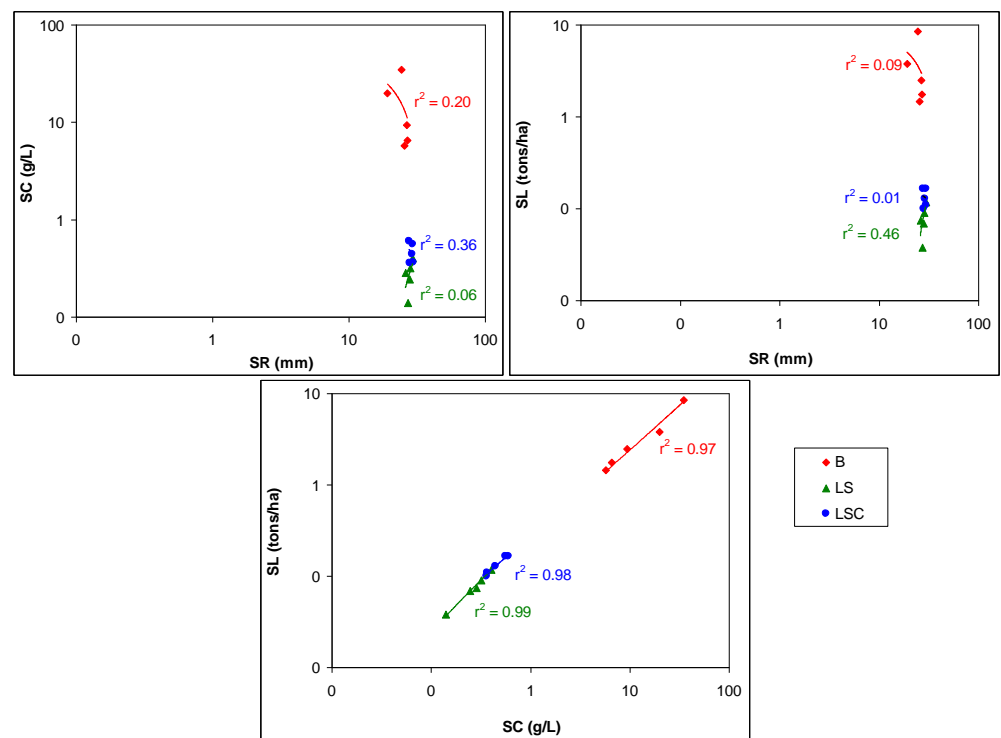 100
10
1
0
SC (g/L)
r² = 0.20
r² = 0.36
r² = 0.06
0 1 10 100
SR (mm)
10
1
0
0
SL (tons/ha)
r² = 0.09
r² = 0.01
r² = 0.46
0 0 1 10 100
SR (mm)
10
1
0
0
SL (tons/ha)
r² = 0.97
r² = 0.98
r² = 0.99
0 0 1 10 100
SC (g/L)
B
LS
LSC